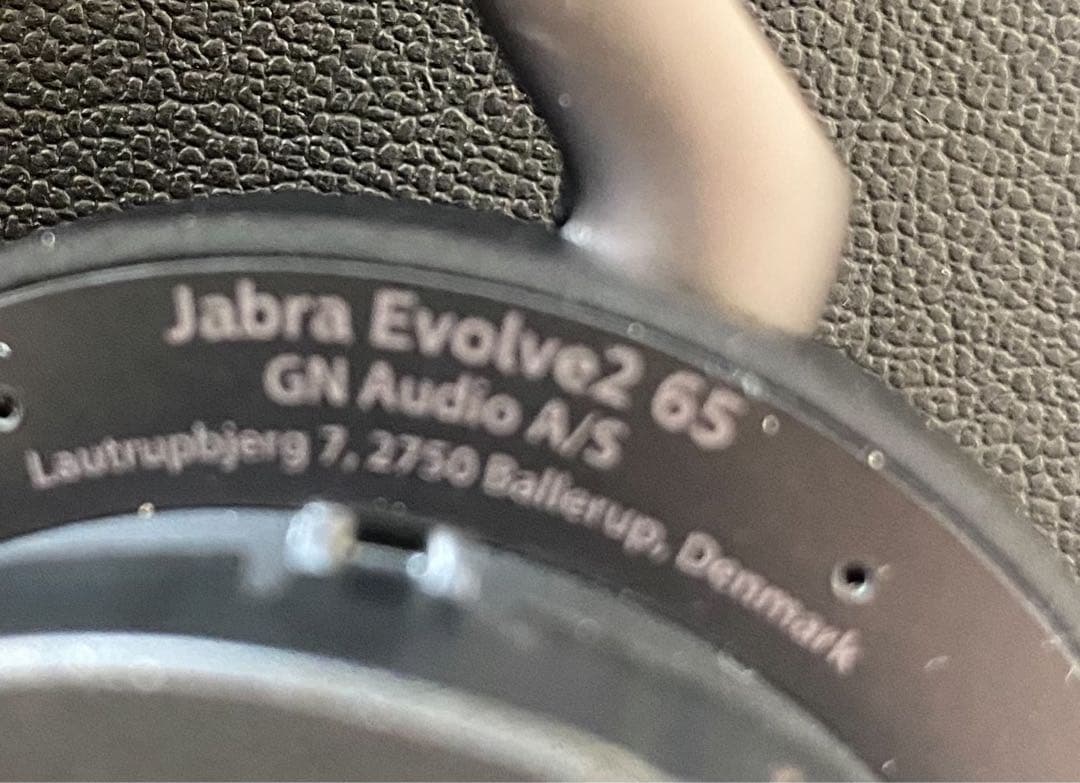 Jabra Evolve2 65
GN Audio A/S
Lautrupbjerg 7, 2750 Ballerup, Denmark